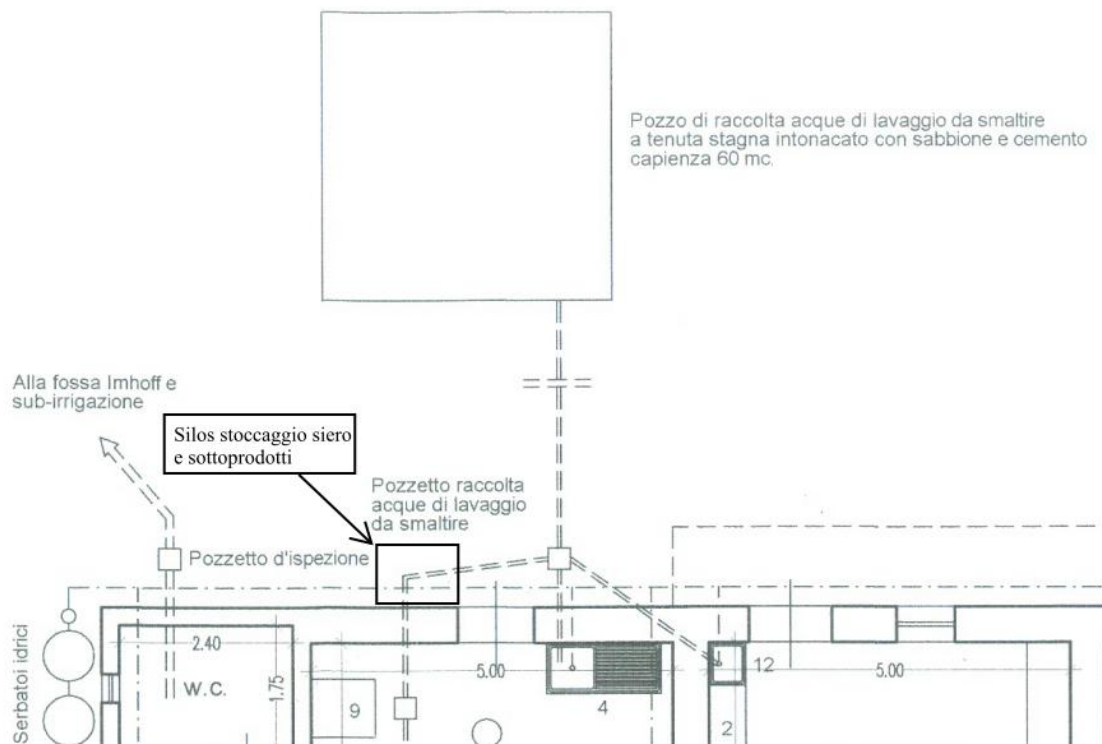 Pozzo di raccolta acque di lavaggio da smaltire
a tenuta stagna intonacato con sabbione e cemento
capienza 60 mc.
Alla fossa Imhoff e
sub-irrigazione
Silos stoccaggio siero
e sottoprodotti
Pozzetto raccolta
acque di lavaggio
da smaltire
Pozzetto d'ispezione
Serbatoi idrici
2.40
1.75
W.C.
9
5.00
4
12
2
5.00